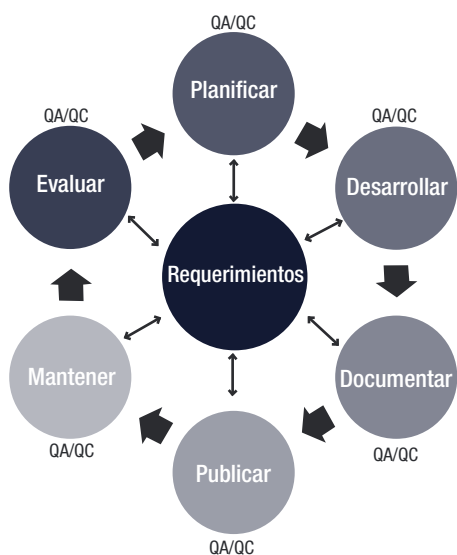 QA/QC
Planificar
QA/QC
QA/QC
Evaluar
Desarrollar
Requerimientos
Mantener
Documentar
QA/QC
QA/QC
Publicar
QA/QC